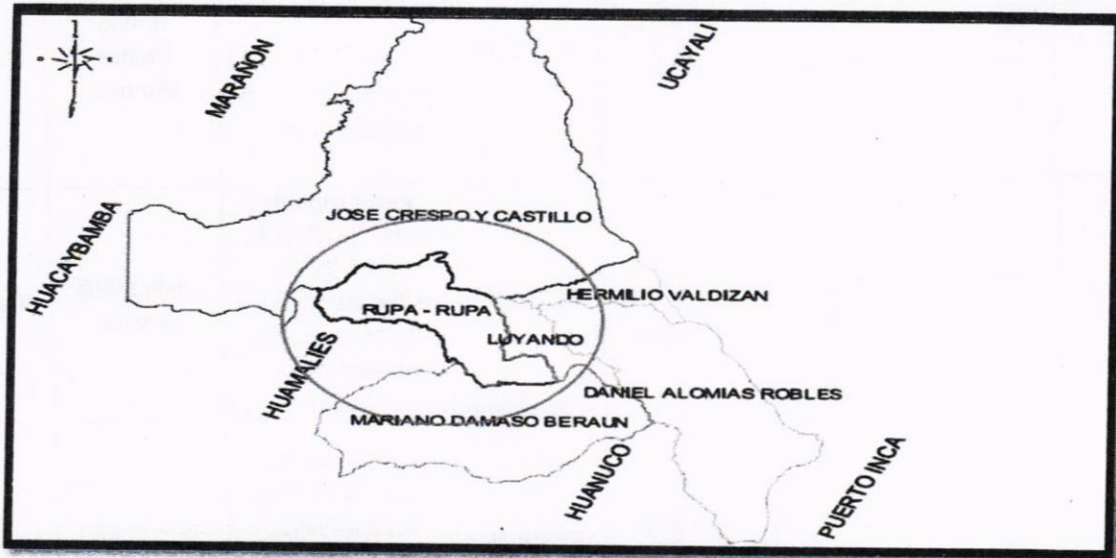 MARAÑON
UCAYALI
HUACAYBAMBA
JOSE CRESPO Y CASTILLO
HERMILIO VALDIZAN
RUPA - RUPA
LUYANDO
HUAMALIES
DANIEL ALOMIAS ROBLES
MARIANO DAMASO BERAUN
HUANUCO
PUERTO INCA